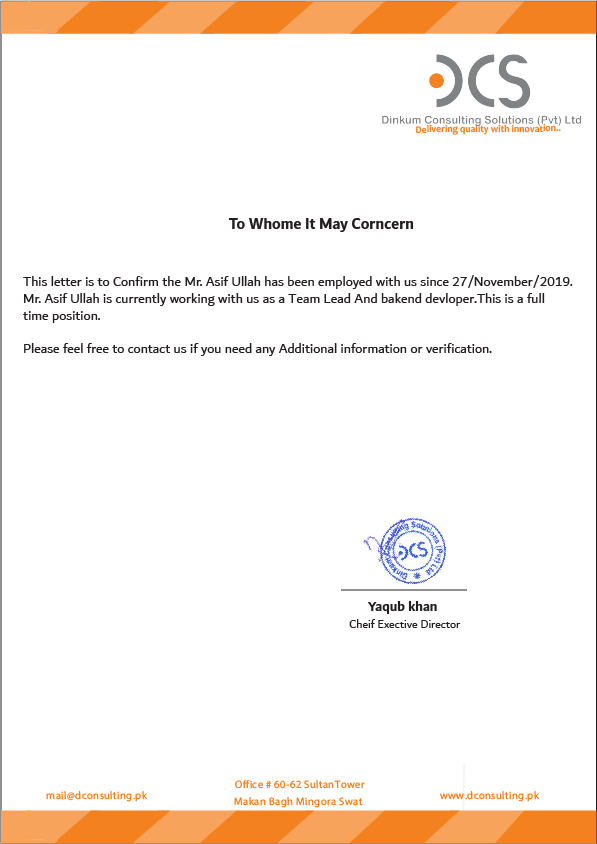 DCS
Dinkum Consulting Solutions (Pvt) Ltd
Delivering quality with innovation..
To Whome It May Corncern
This letter is to Confirm the Mr. Asif Ullah has been employed with us since 27/November/2019.
Mr. Asif Ullah is currently working with us as a Team Lead And bakend devloper.This is a full
time position.
Please feel free to contact us if you need any Additional information or verification.
Dinkum Consulting Solutions (Pvt) Ltd
DCS
Yaqub khan
Cheif Exective Director
mail@dconsulting.pk
Office # 60-62 SultanTower
Makan Bagh Mingora Swat
www.dconsulting.pk